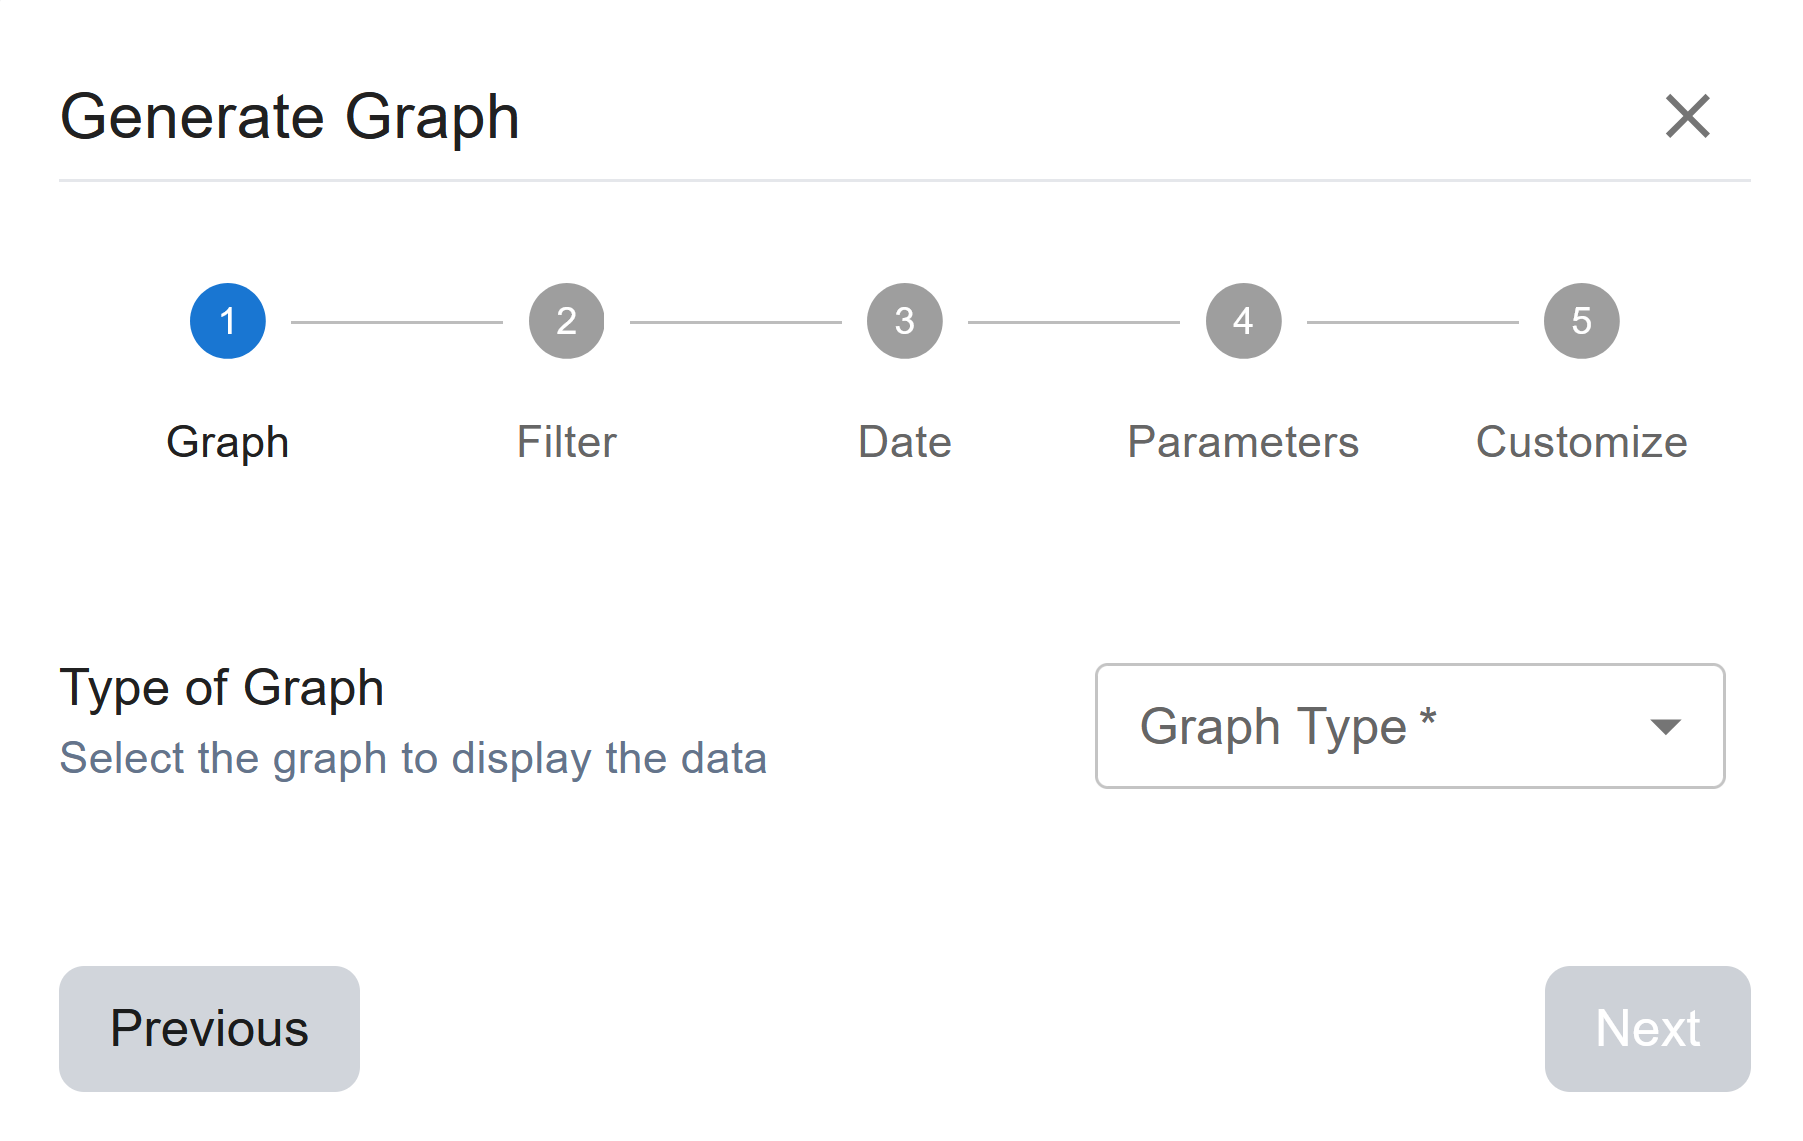 Generate Graph
1 2 3 4 5
Graph Filter Date Parameters Customize
Type of Graph
Select the graph to display the data
Graph Type *
Previous Next